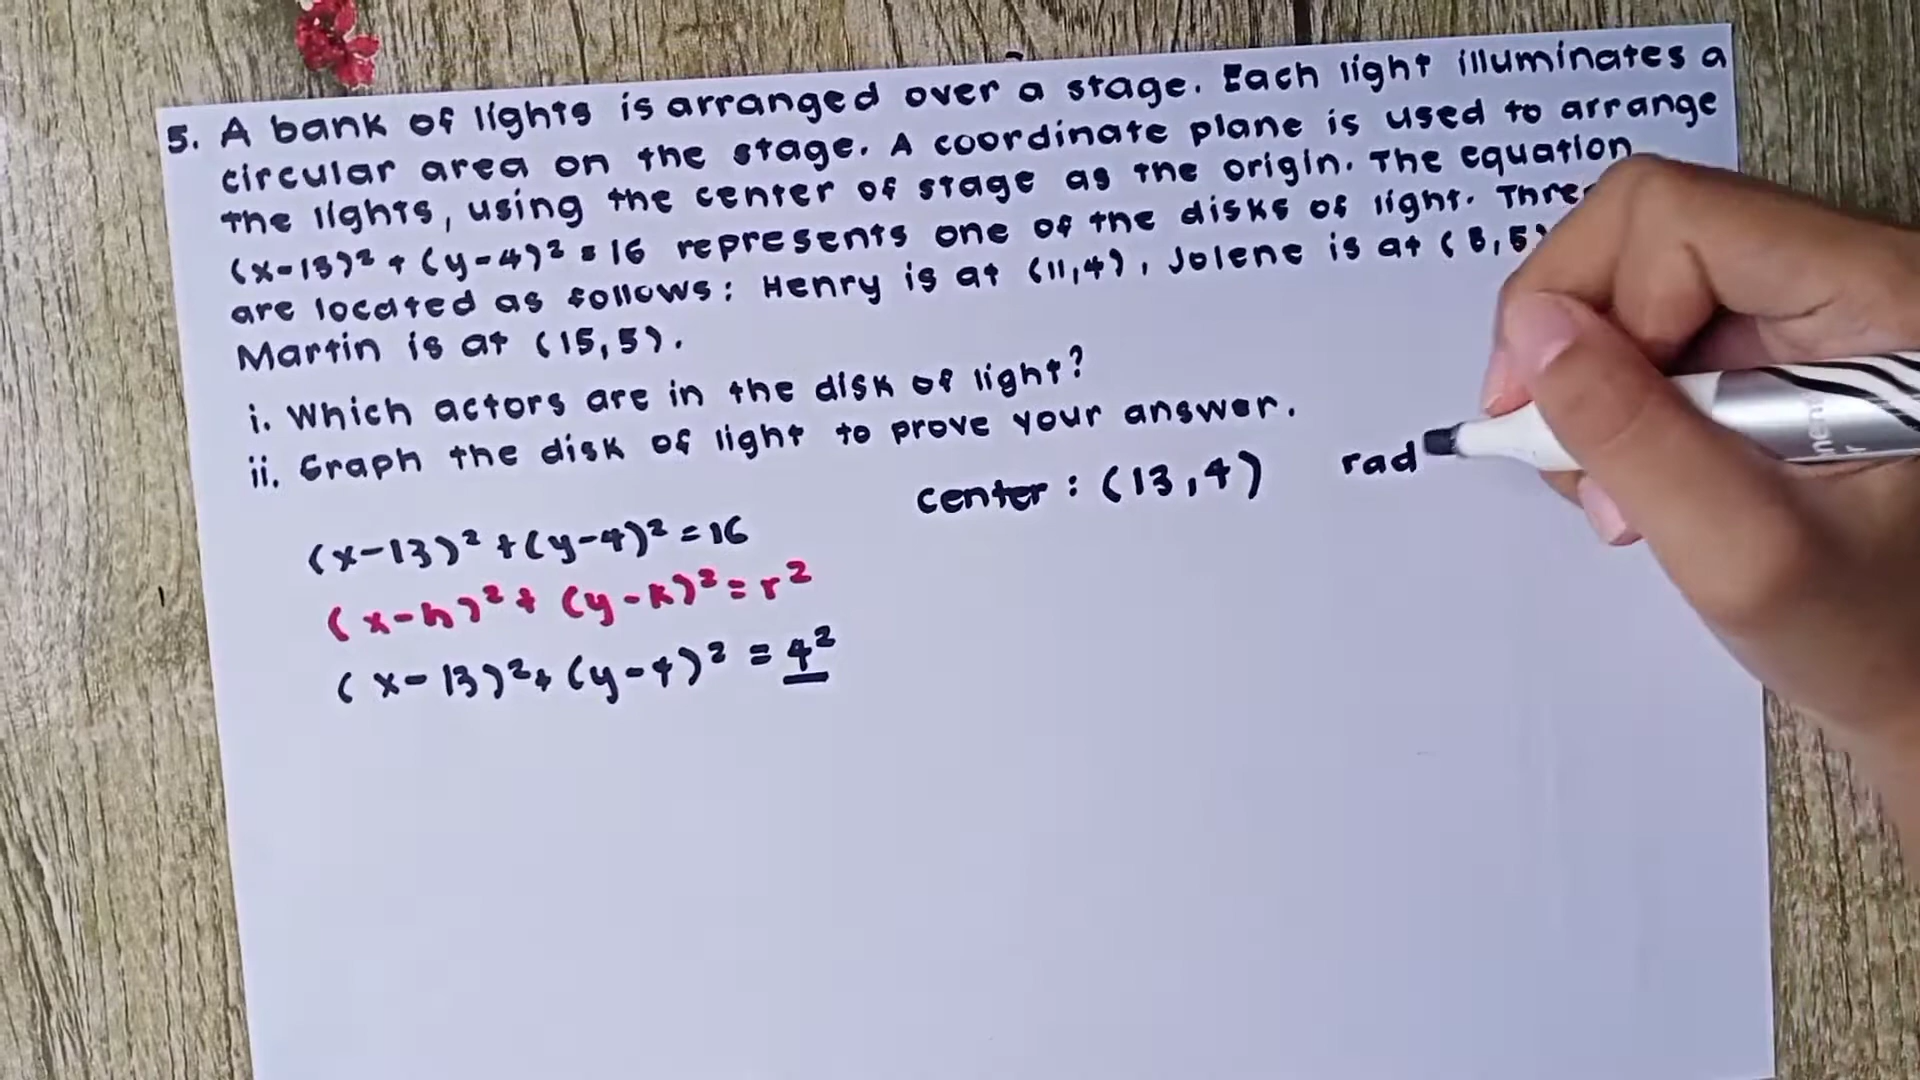 5. A bank of lights is arranged over a stage. Each light illuminates a
circular area on the stage. A coordinate plane is used to arrange
the lights, using the center of stage as the origin. The equation
(x-13)² + (y-4)² = 16 represents one of the disks of light.
are located as follows: Henry is at (11,4), Jolene is at
Martin is at (15,5).
i. Which actors are in the disk of light?
ii. Graph the disk of light to prove your answer.
center : (13,4) rad
(x-13)² + (y-4)² = 16
(x-h)² + (y-k)² = r²
(x-13)² + (y-4)² = 4²